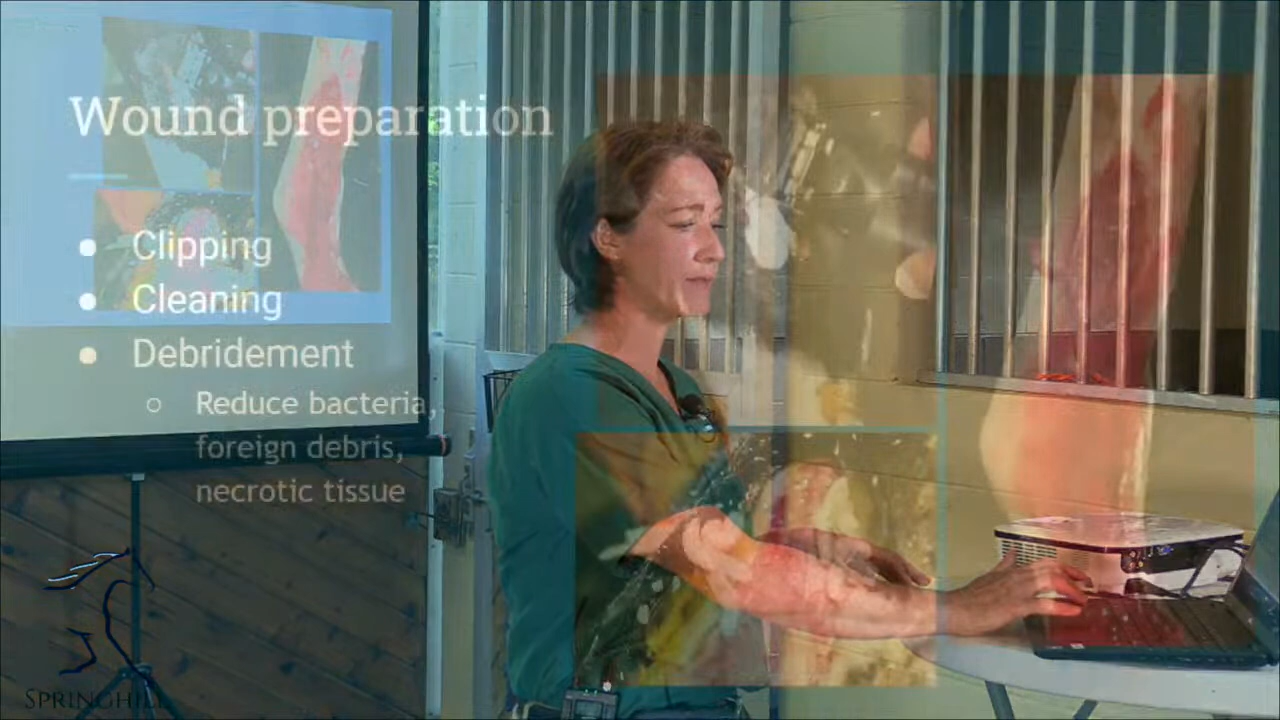 Wound preparation
Clipping
Cleaning
Debridement
Reduce bacteria,
foreign debris,
necrotic tissue
SPRINGHILL